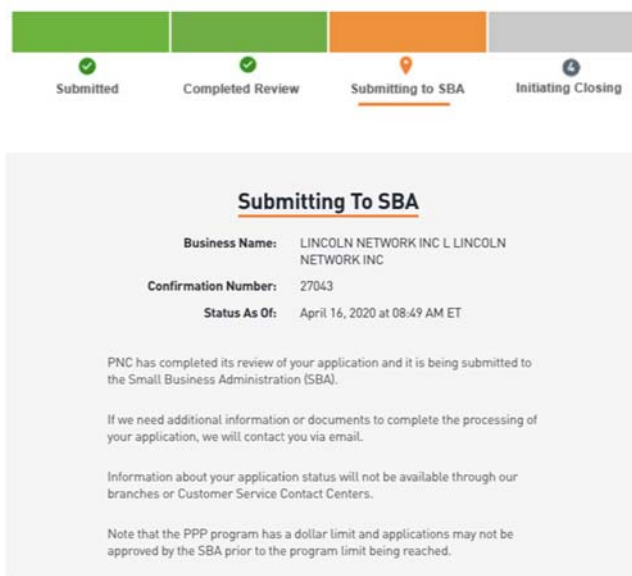 Submitted
Completed Review
Submitting to SBA
4
Initiating Closing
Submitting To SBA
Business Name: LINCOLN NETWORK INC L LINCOLN
NETWORK INC
Confirmation Number: 27043
Status As Of: April 16, 2020 at 08:49 AM ET
PNC has completed its review of your application and it is being submitted to
the Small Business Administration (SBA).
If we need additional information or documents to complete the processing of
your application, we will contact you via email.
Information about your application status will not be available through our
branches or Customer Service Contact Centers.
Note that the PPP program has a dollar limit and applications may not be
approved by the SBA prior to the program limit being reached.